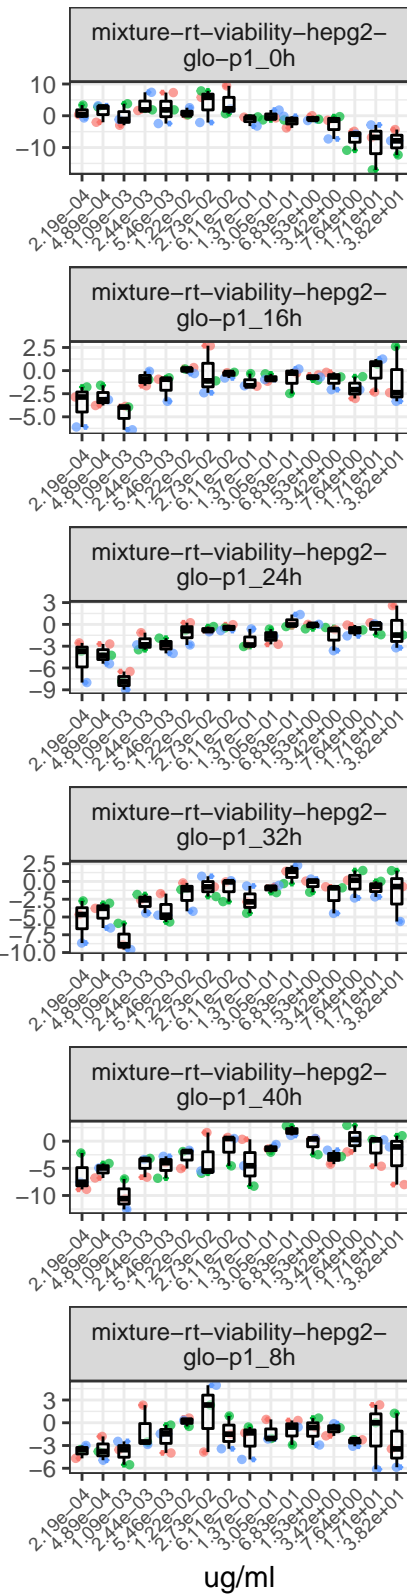 mixture-rt-viability-hepg2-
glo-p1_0h
10
0
-10
2.19e-04
4.89e-04
1.09e-03
2.44e-03
5.46e-03
1.22e-02
2.73e-02
6.11e-02
1.37e-01
3.05e-01
6.83e-01
1.53e+00
3.42e+00
7.64e+00
1.71e+01
3.82e+01
mixture-rt-viability-hepg2-
glo-p1_16h
2.5
0.0
-2.5
-5.0
2.19e-04
4.89e-04
1.09e-03
2.44e-03
5.46e-03
1.22e-02
2.73e-02
6.11e-02
1.37e-01
3.05e-01
6.83e-01
1.53e+00
3.42e+00
7.64e+00
1.71e+01
3.82e+01
mixture-rt-viability-hepg2-
glo-p1_24h
3
0
-3
-6
-9
2.19e-04
4.89e-04
1.09e-03
2.44e-03
5.46e-03
1.22e-02
2.73e-02
6.11e-02
1.37e-01
3.05e-01
6.83e-01
1.53e+00
3.42e+00
7.64e+00
1.71e+01
3.82e+01
mixture-rt-viability-hepg2-
glo-p1_32h
2.5
0.0
-2.5
-5.0
-7.5
-10.0
2.19e-04
4.89e-04
1.09e-03
2.44e-03
5.46e-03
1.22e-02
2.73e-02
6.11e-02
1.37e-01
3.05e-01
6.83e-01
1.53e+00
3.42e+00
7.64e+00
1.71e+01
3.82e+01
mixture-rt-viability-hepg2-
glo-p1_40h
0
-5
-10
2.19e-04
4.89e-04
1.09e-03
2.44e-03
5.46e-03
1.22e-02
2.73e-02
6.11e-02
1.37e-01
3.05e-01
6.83e-01
1.53e+00
3.42e+00
7.64e+00
1.71e+01
3.82e+01
mixture-rt-viability-hepg2-
glo-p1_8h
3
0
-3
-6
2.19e-04
4.89e-04
1.09e-03
2.44e-03
5.46e-03
1.22e-02
2.73e-02
6.11e-02
1.37e-01
3.05e-01
6.83e-01
1.53e+00
3.42e+00
7.64e+00
1.71e+01
3.82e+01
ug/ml